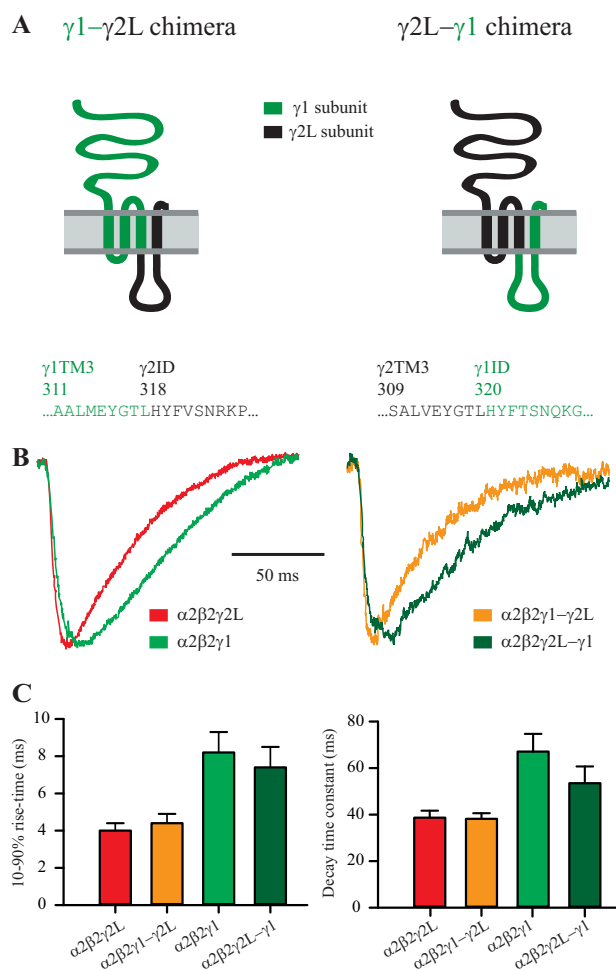 A
γ1–γ2L chimera
γ2L–γ1 chimera
γ1 subunit
γ2L subunit
γ1TM3 γ2ID
311 318
...AALMEYGTLHYFVSNRKP...
γ2TM3 γ1ID
309 320
...SALVEYGTLHYFTSNQKG...
B
50 ms
α2β2γ2L
α2β2γ1
α2β2γ1–γ2L
α2β2γ2L–γ1
C
10-90% rise-time (ms)
10
8
6
4
2
0
α2β2γ2L
α2β2γ1–γ2L
α2β2γ1
α2β2γ2L–γ1
Decay time constant (ms)
80
60
40
20
0
α2β2γ2L
α2β2γ1–γ2L
α2β2γ1
α2β2γ2L–γ1